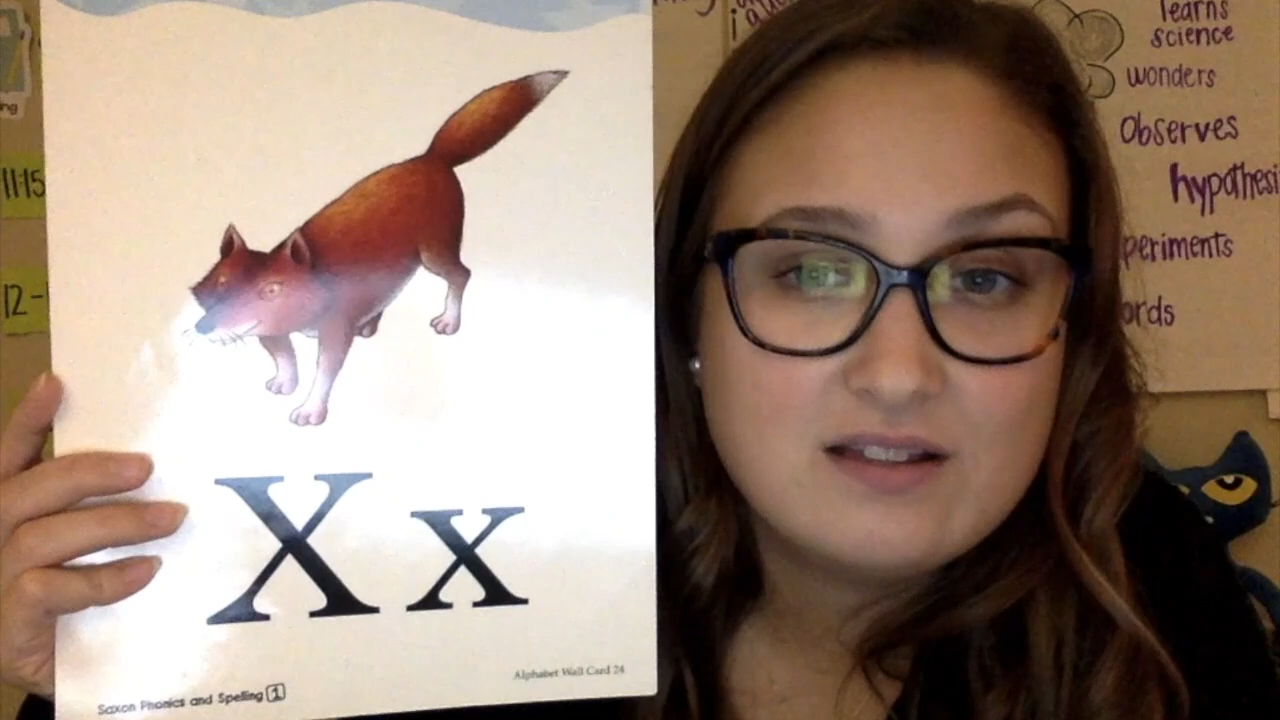 X x
Alphabet Wall Card 24
Saxon Phonics and Spelling 1
11-15
12-
learns
science
wonders
Observes
hypothesi
periments
ords
ng